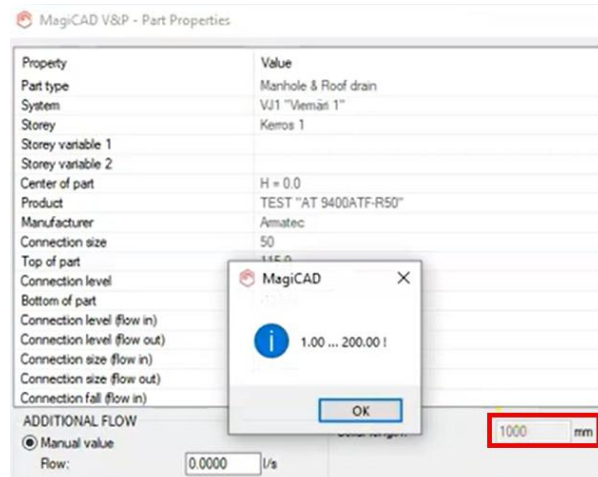 MagiCAD V&P - Part Properties
Property Value
Part type Manhole & Roof drain
System VJ1 "Viemäri 1"
Storey Kerros 1
Storey variable 1
Storey variable 2
Center of part H = 0.0
Product TEST "AT 9400ATF-R50"
Manufacturer Armatec
Connection size 50
Top of part 115.0
Connection level
Bottom of part
Connection level (flow in)
Connection level (flow out)
Connection size (flow in)
Connection size (flow out)
Connection fall (flow in)
MagiCAD
1.00 ... 200.00 !
OK
ADDITIONAL FLOW
Manual value
Flow: 0.0000 l/s
1000 mm